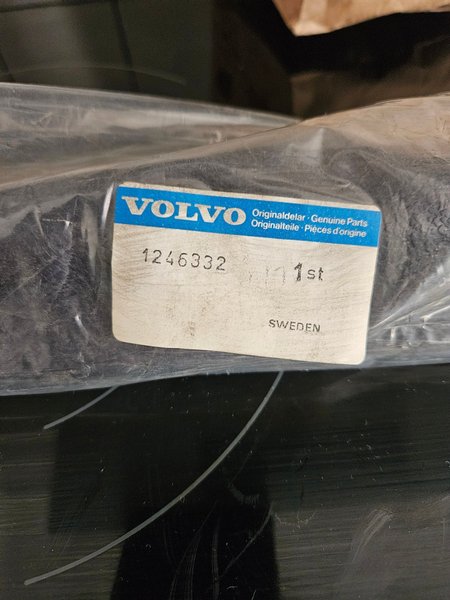 VOLVO
Originaldelar · Genuine Parts
Originalteile · Pièces d'origine
1246332 1st
SWEDEN